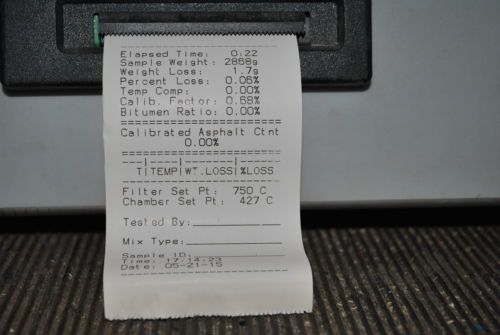 Elapsed Time: 0:22
Sample Weight: 2868g
Weight Loss: 1.7g
Percent Loss: 0.06%
Temp Comp: 0.00%
Calib. Factor: 0.68%
Bitumen Ratio: 0.00%
==========================
Calibrated Asphalt Ctnt
0.00%
==========================
---|----|-------|-----
T|TEMP|WT.LOSS|%LOSS
--------------------------
Filter Set Pt: 750 C
Chamber Set Pt: 427 C
Tested By:______________
Mix Type:_______________
Sample ID:______________
Time: 17:14:23
Date: 05-21-15
--------------------------